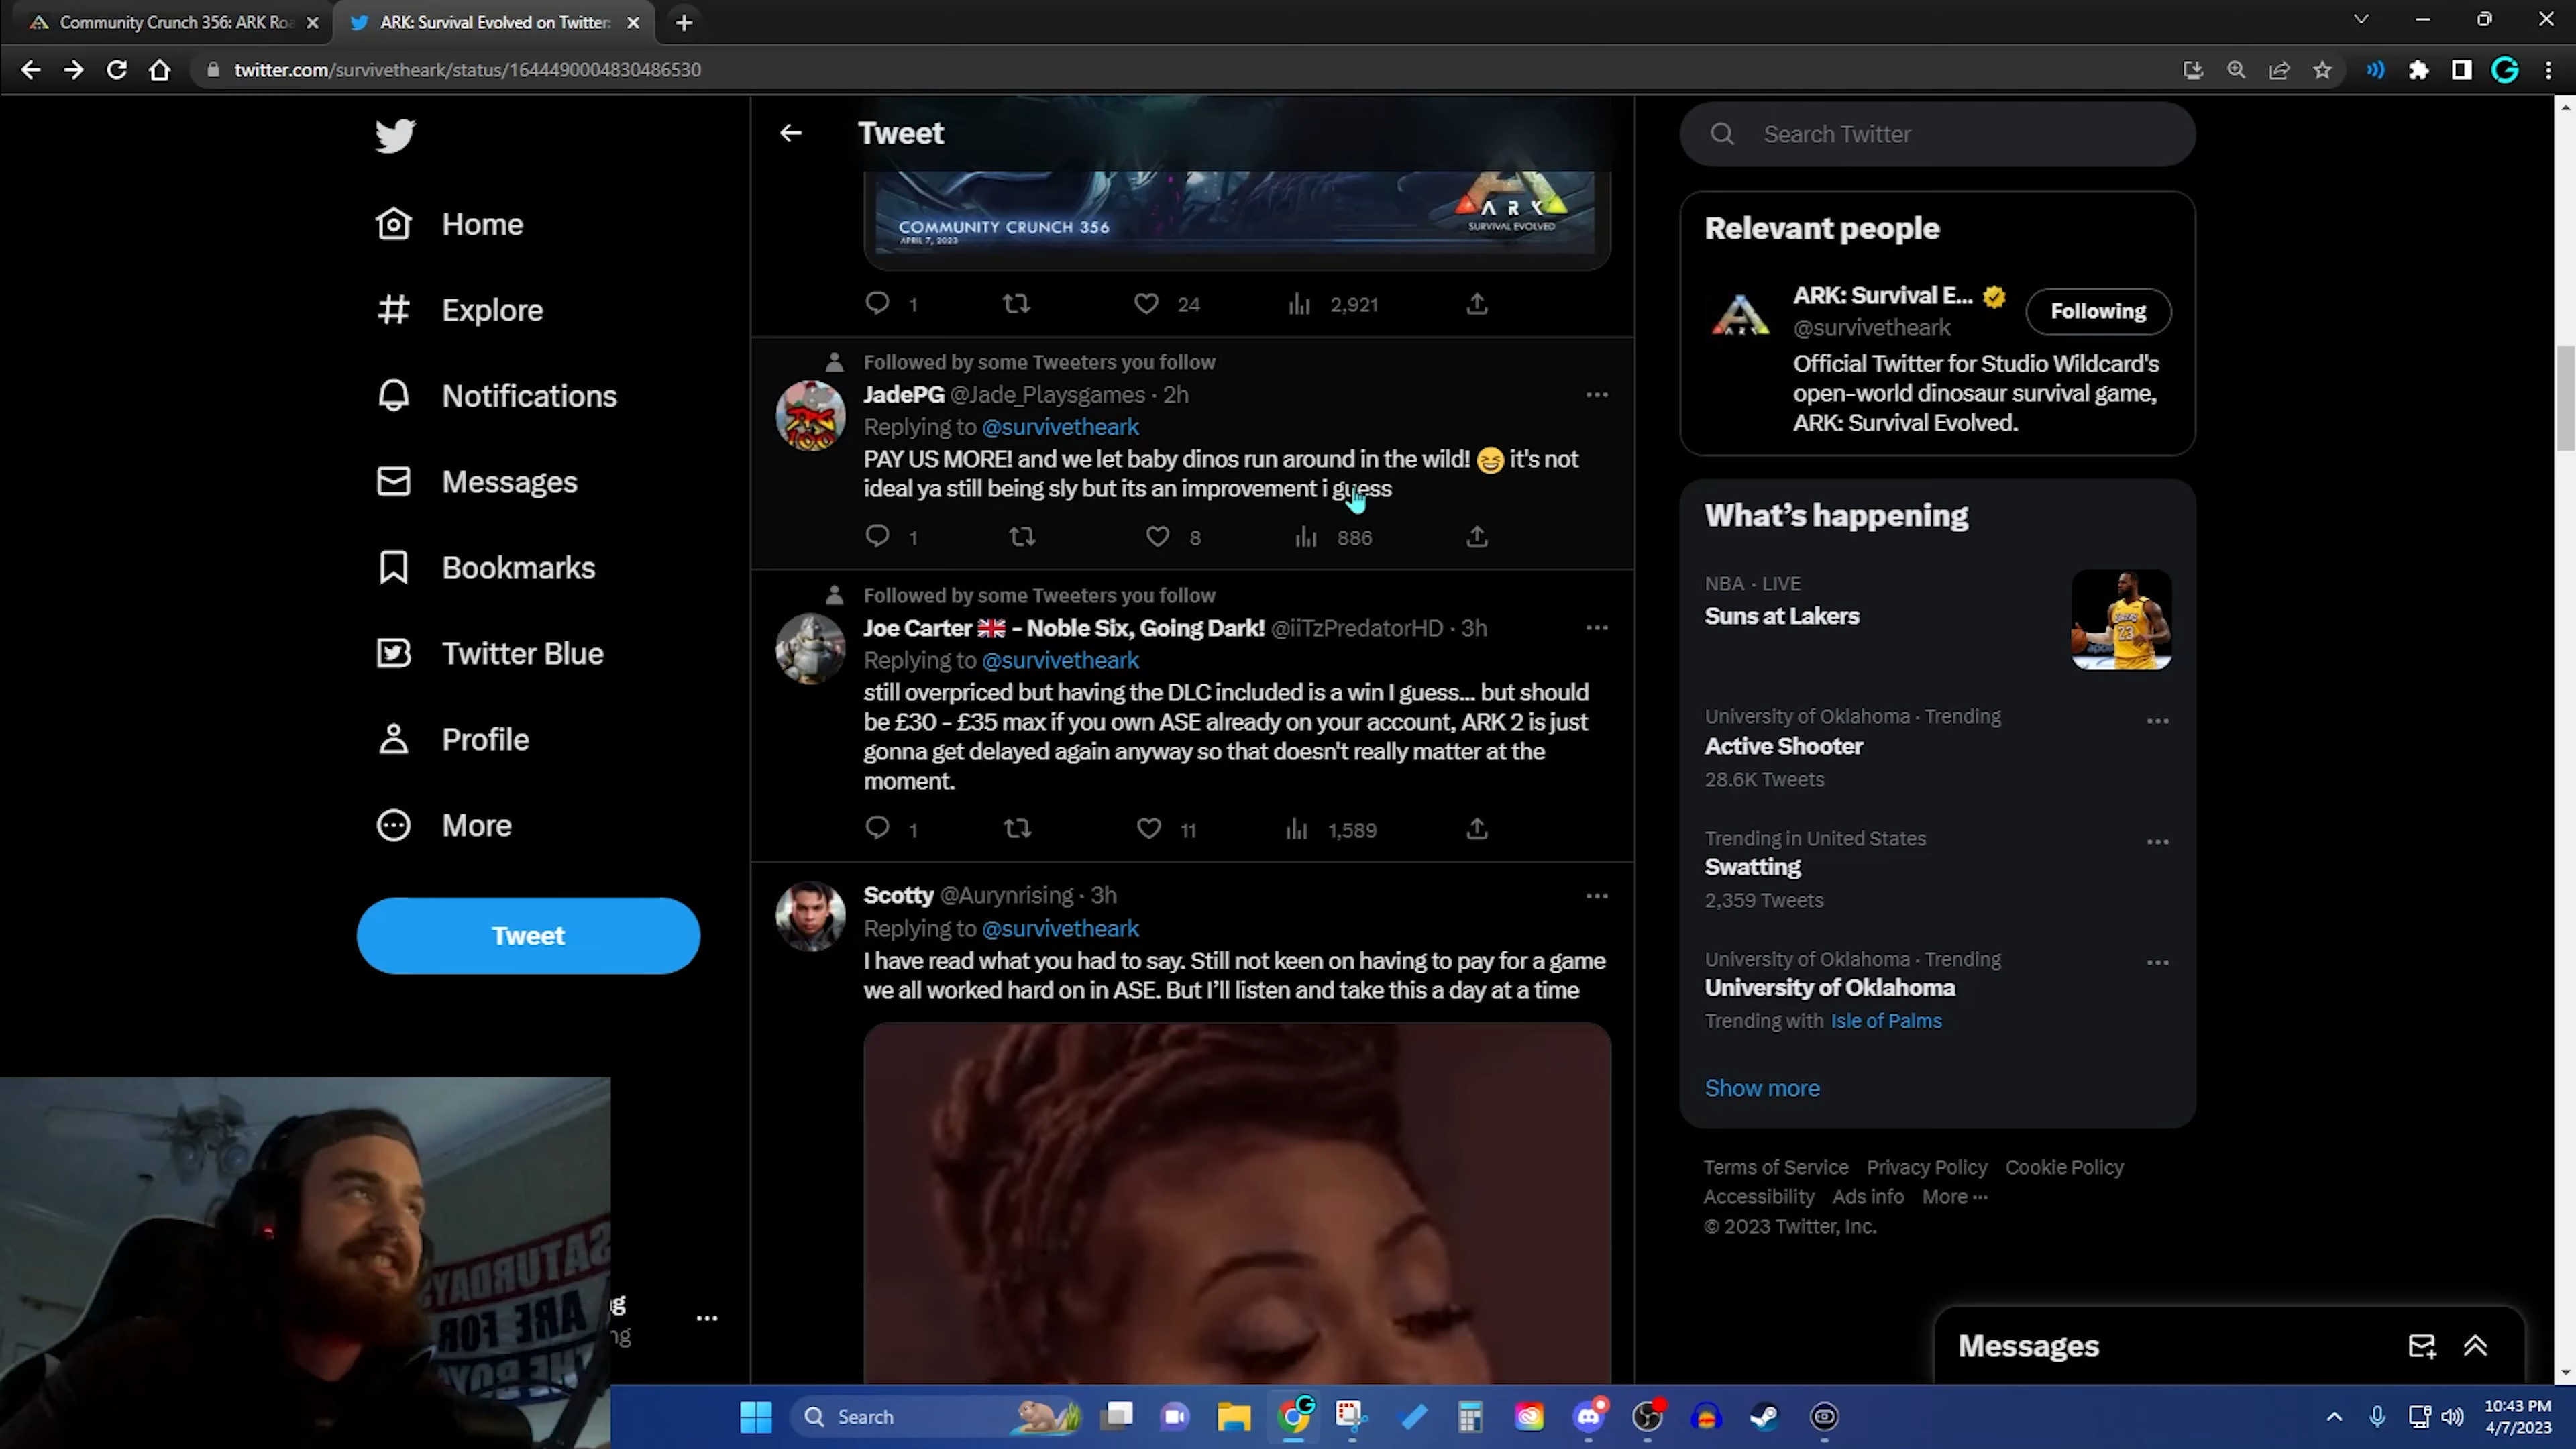 Community Crunch 356: ARK Roa
ARK: Survival Evolved on Twitter:
twitter.com/survivetheark/status/1644490004830486530
Tweet
Search Twitter
Home
Explore
Notifications
Messages
Bookmarks
Twitter Blue
Profile
More
Tweet
COMMUNITY CRUNCH 356
APRIL 7, 2023
ARK
SURVIVAL EVOLVED
1 24 2,921
Followed by some Tweeters you follow
JadePG @Jade_Playsgames · 2h
Replying to @survivetheark
PAY US MORE! and we let baby dinos run around in the wild! 😆 it's not
ideal ya still being sly but its an improvement i guess
1 8 886
Followed by some Tweeters you follow
Joe Carter 🇬🇧 - Noble Six, Going Dark! @iiTzPredatorHD · 3h
Replying to @survivetheark
still overpriced but having the DLC included is a win I guess... but should
be £30 - £35 max if you own ASE already on your account, ARK 2 is just
gonna get delayed again anyway so that doesn't really matter at the
moment.
1 11 1,589
Scotty @Aurynrising · 3h
Replying to @survivetheark
I have read what you had to say. Still not keen on having to pay for a game
we all worked hard on in ASE. But I'll listen and take this a day at a time
Relevant people
ARK: Survival E...
@survivetheark
Following
Official Twitter for Studio Wildcard's
open-world dinosaur survival game,
ARK: Survival Evolved.
What's happening
NBA · LIVE
Suns at Lakers
University of Oklahoma · Trending
Active Shooter
28.6K Tweets
Trending in United States
Swatting
2,359 Tweets
University of Oklahoma · Trending
University of Oklahoma
Trending with Isle of Palms
Show more
Terms of Service Privacy Policy Cookie Policy
Accessibility Ads info More ···
© 2023 Twitter, Inc.
Messages
SATURDAYS
ARE FOR
THE BOYS
g
ng
Search
10:43 PM
4/7/2023